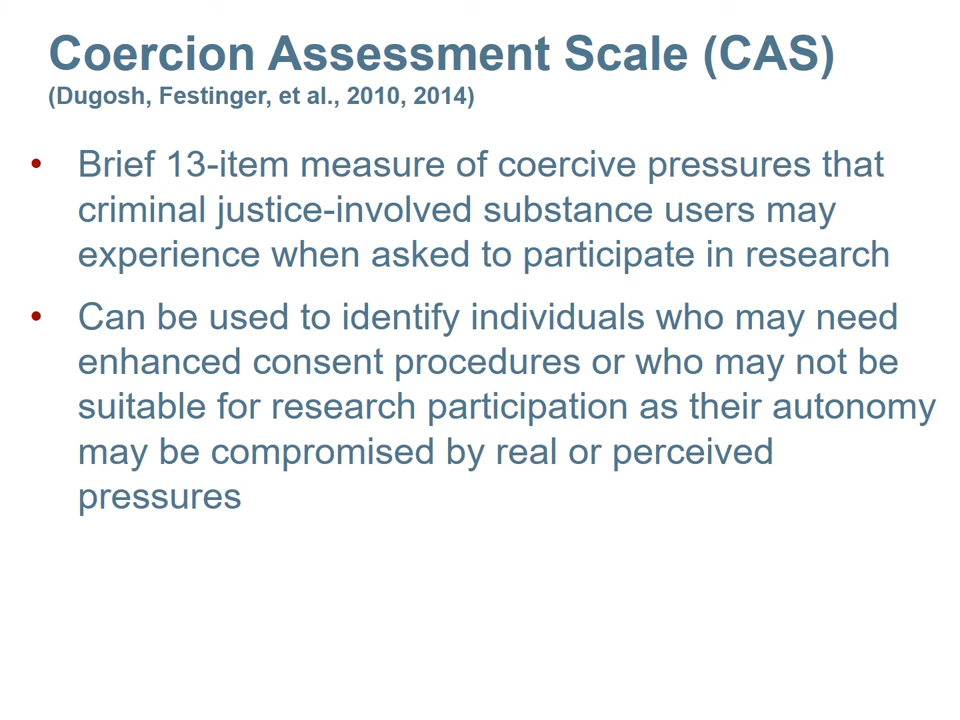 Coercion Assessment Scale (CAS)
(Dugosh, Festinger, et al., 2010, 2014)
• Brief 13-item measure of coercive pressures that
criminal justice-involved substance users may
experience when asked to participate in research
• Can be used to identify individuals who may need
enhanced consent procedures or who may not be
suitable for research participation as their autonomy
may be compromised by real or perceived
pressures